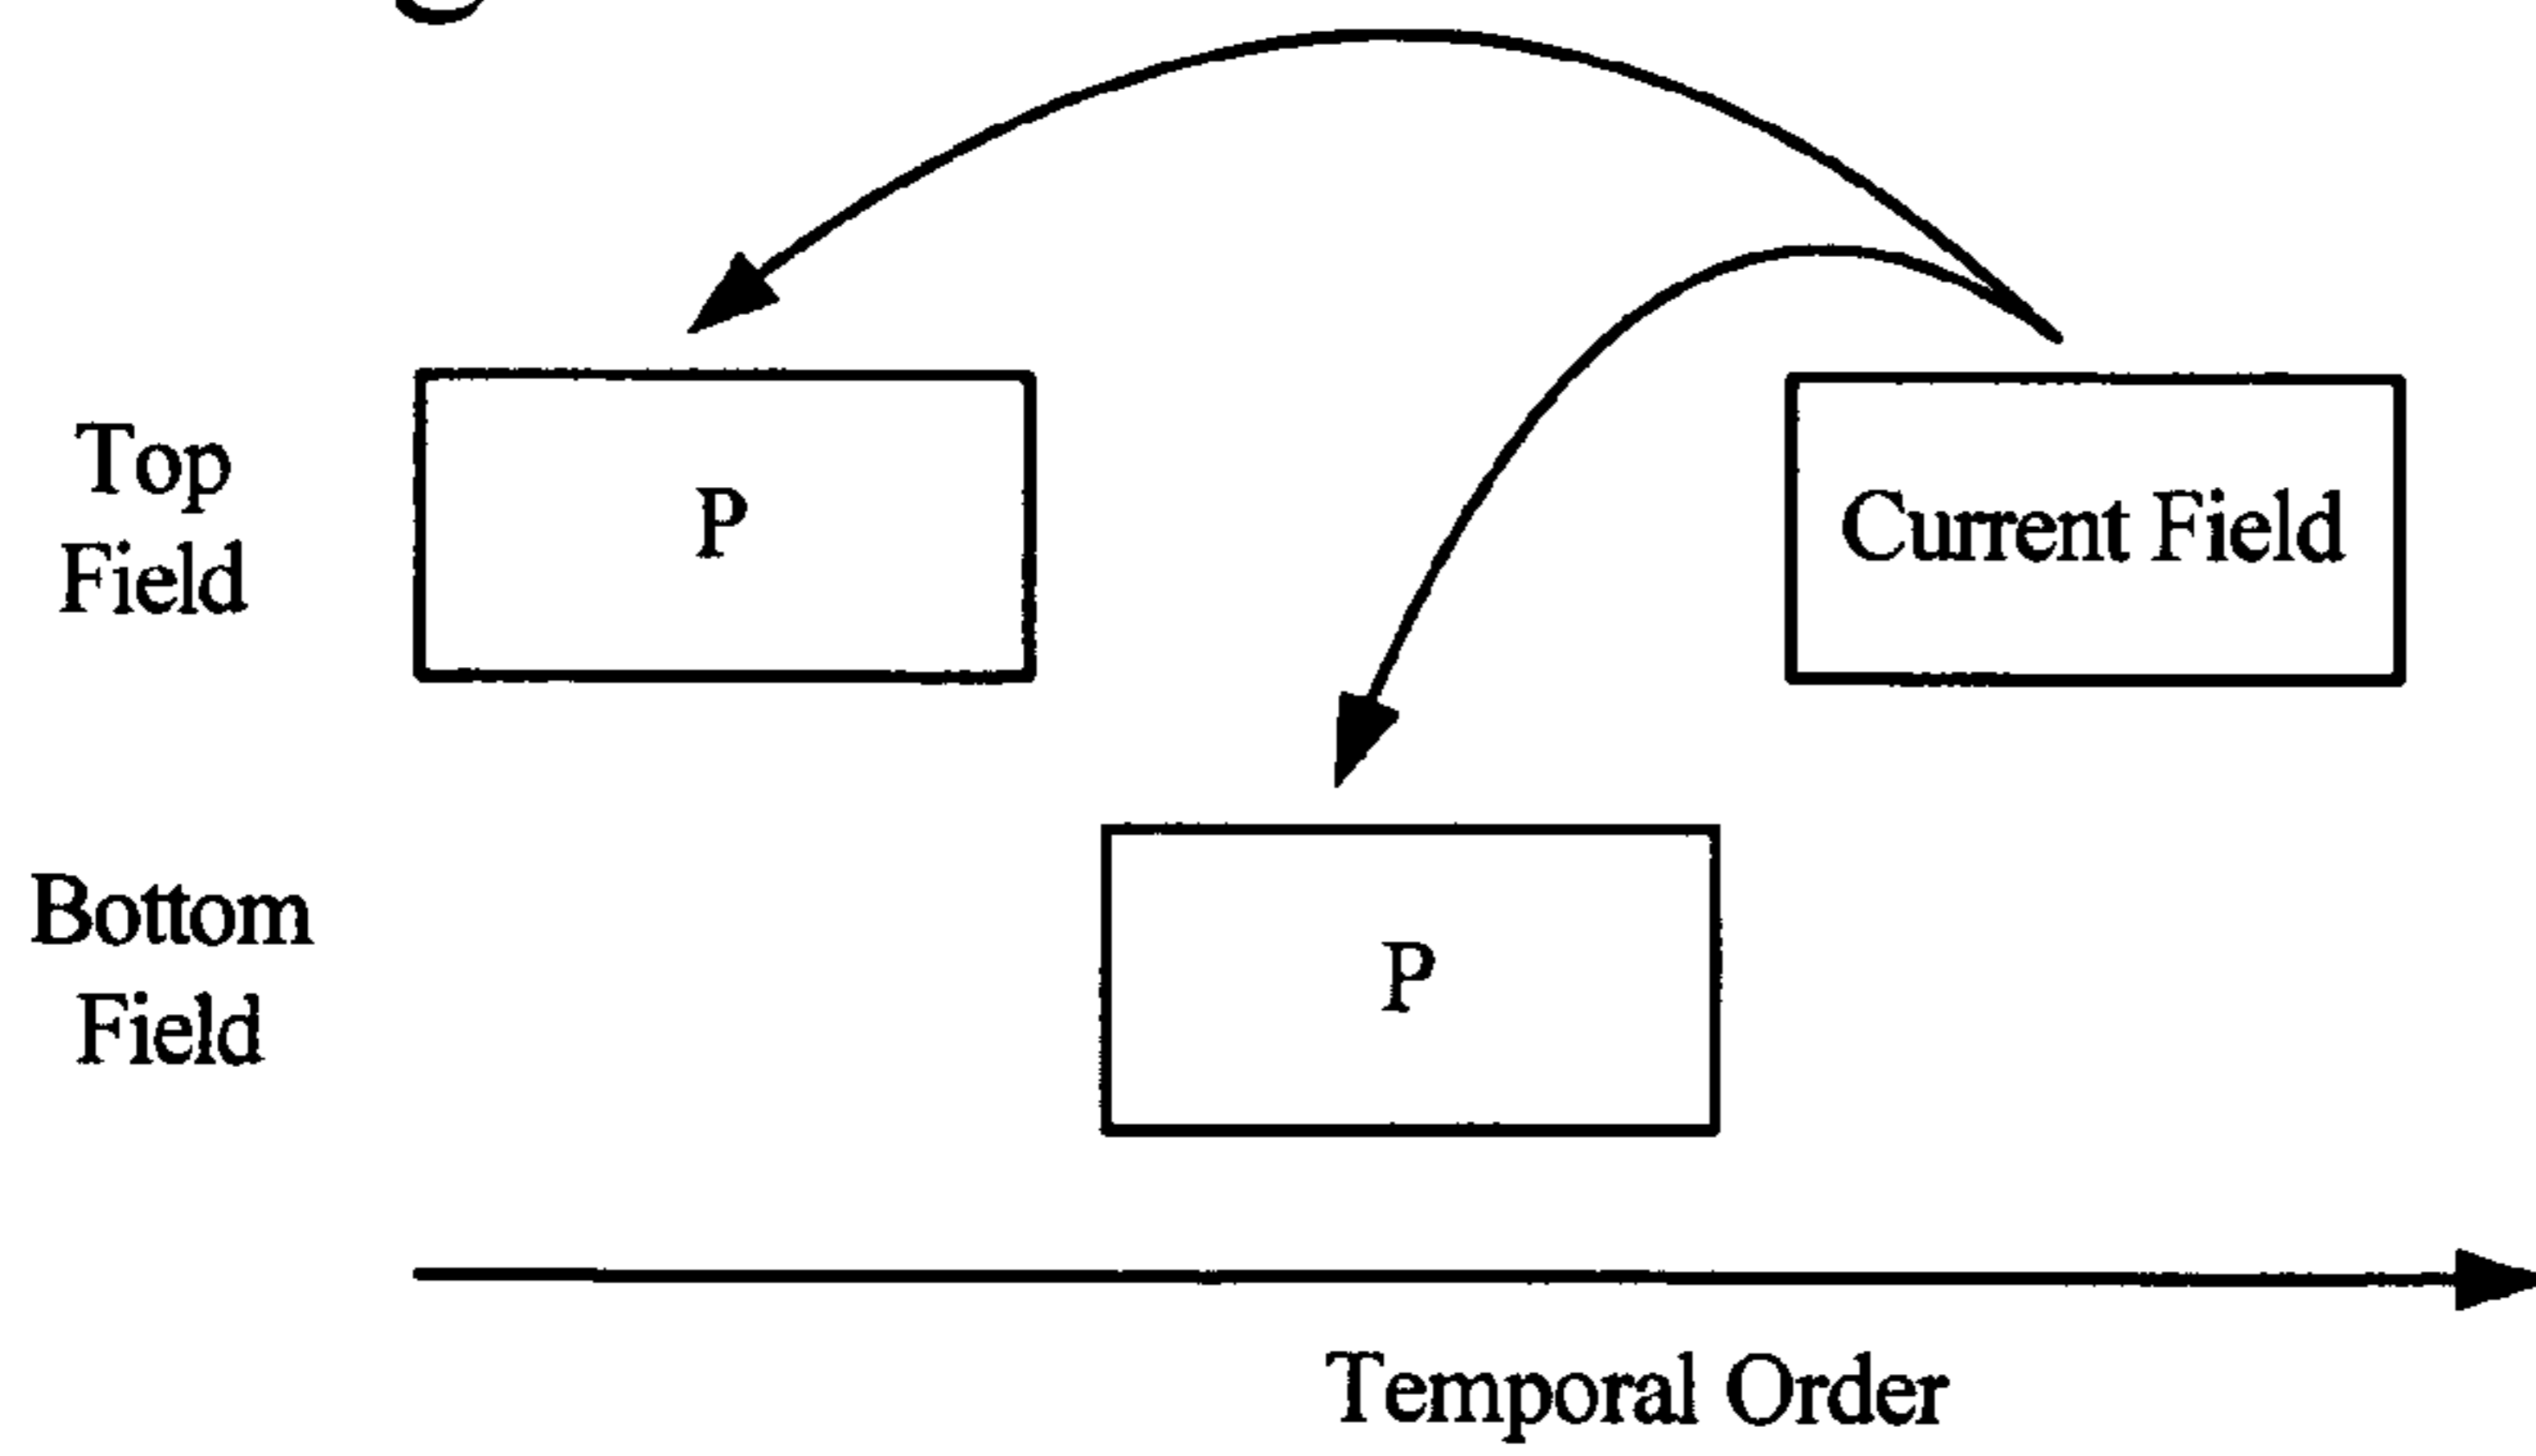 Top
Field
P
Current Field
Bottom
Field
P
Temporal Order